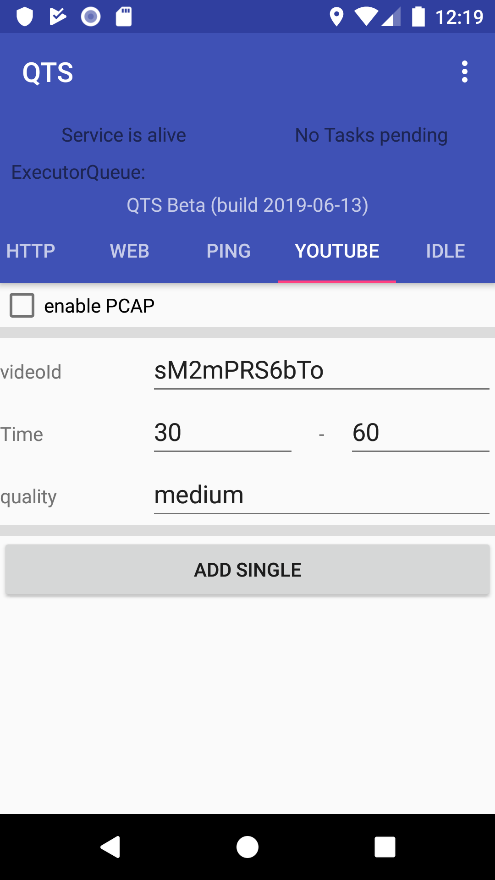 12:19
QTS
Service is alive No Tasks pending
ExecutorQueue:
QTS Beta (build 2019-06-13)
HTTP WEB PING YOUTUBE IDLE
enable PCAP
videoId sM2mPRS6bTo
Time 30 - 60
quality medium
ADD SINGLE